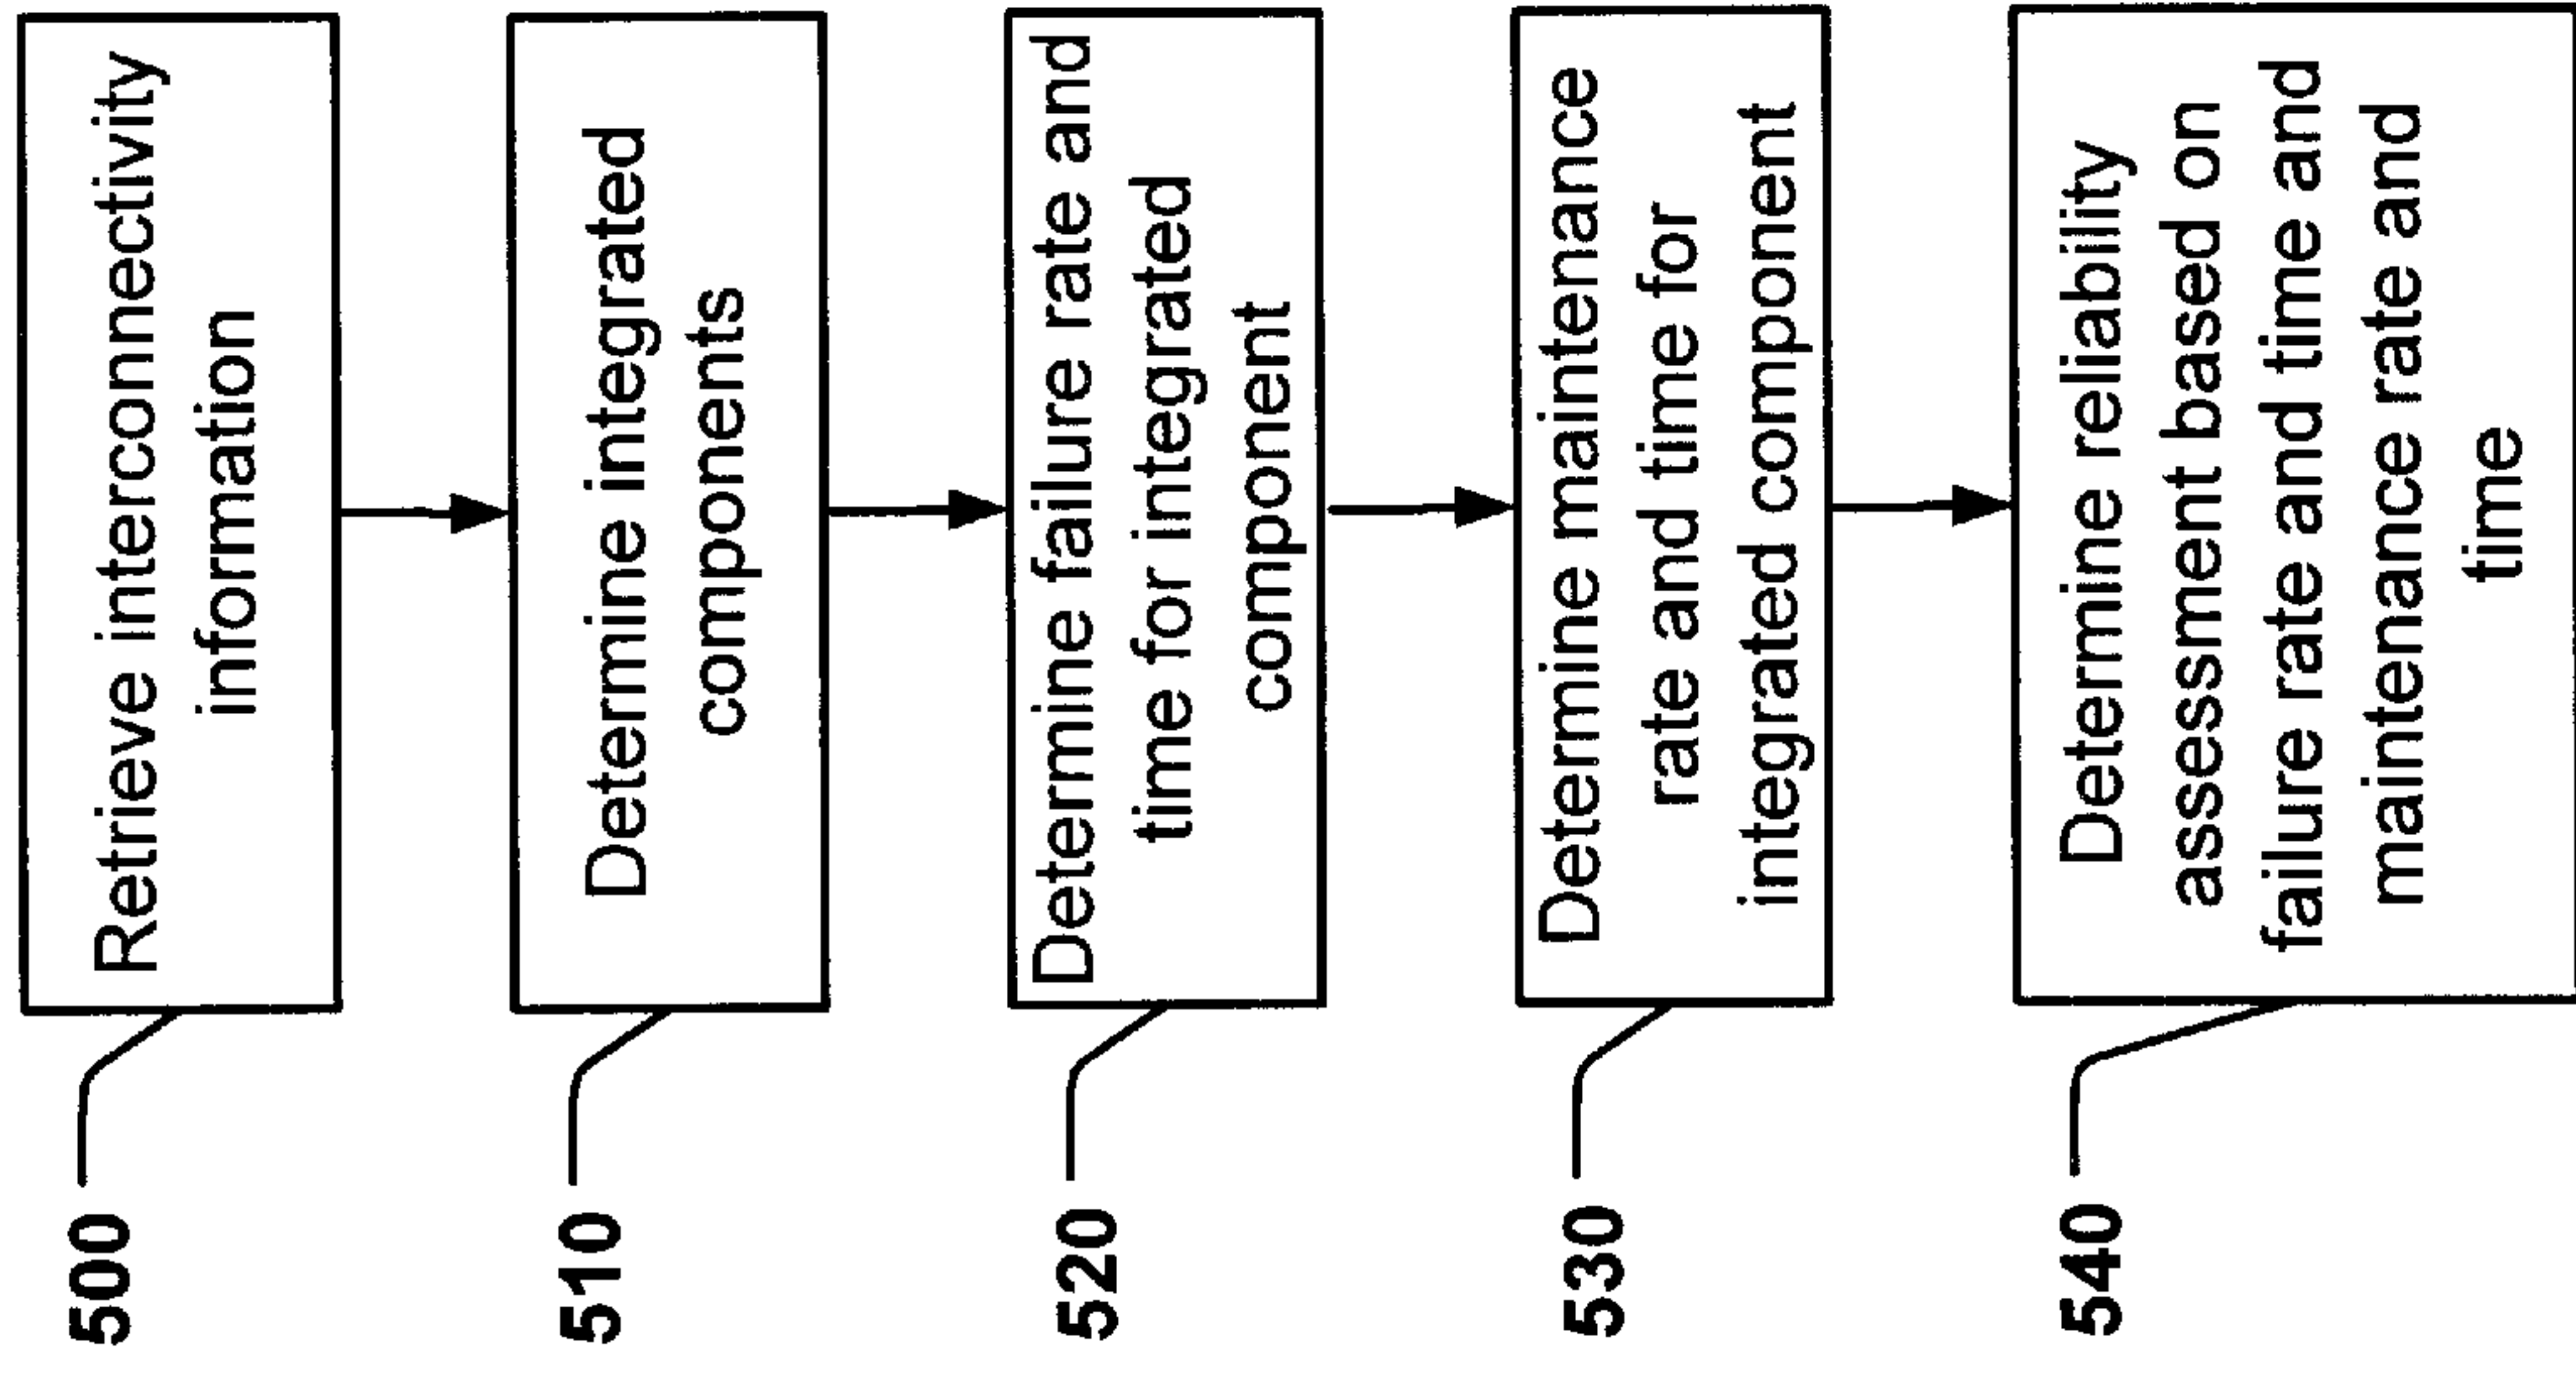 500
Retrieve interconnectivity
information
510
Determine integrated
components
520
Determine failure rate and
time for integrated
component
530
Determine maintenance
rate and time for
integrated component
540
Determine reliability
assessment based on
failure rate and time and
maintenance rate and
time